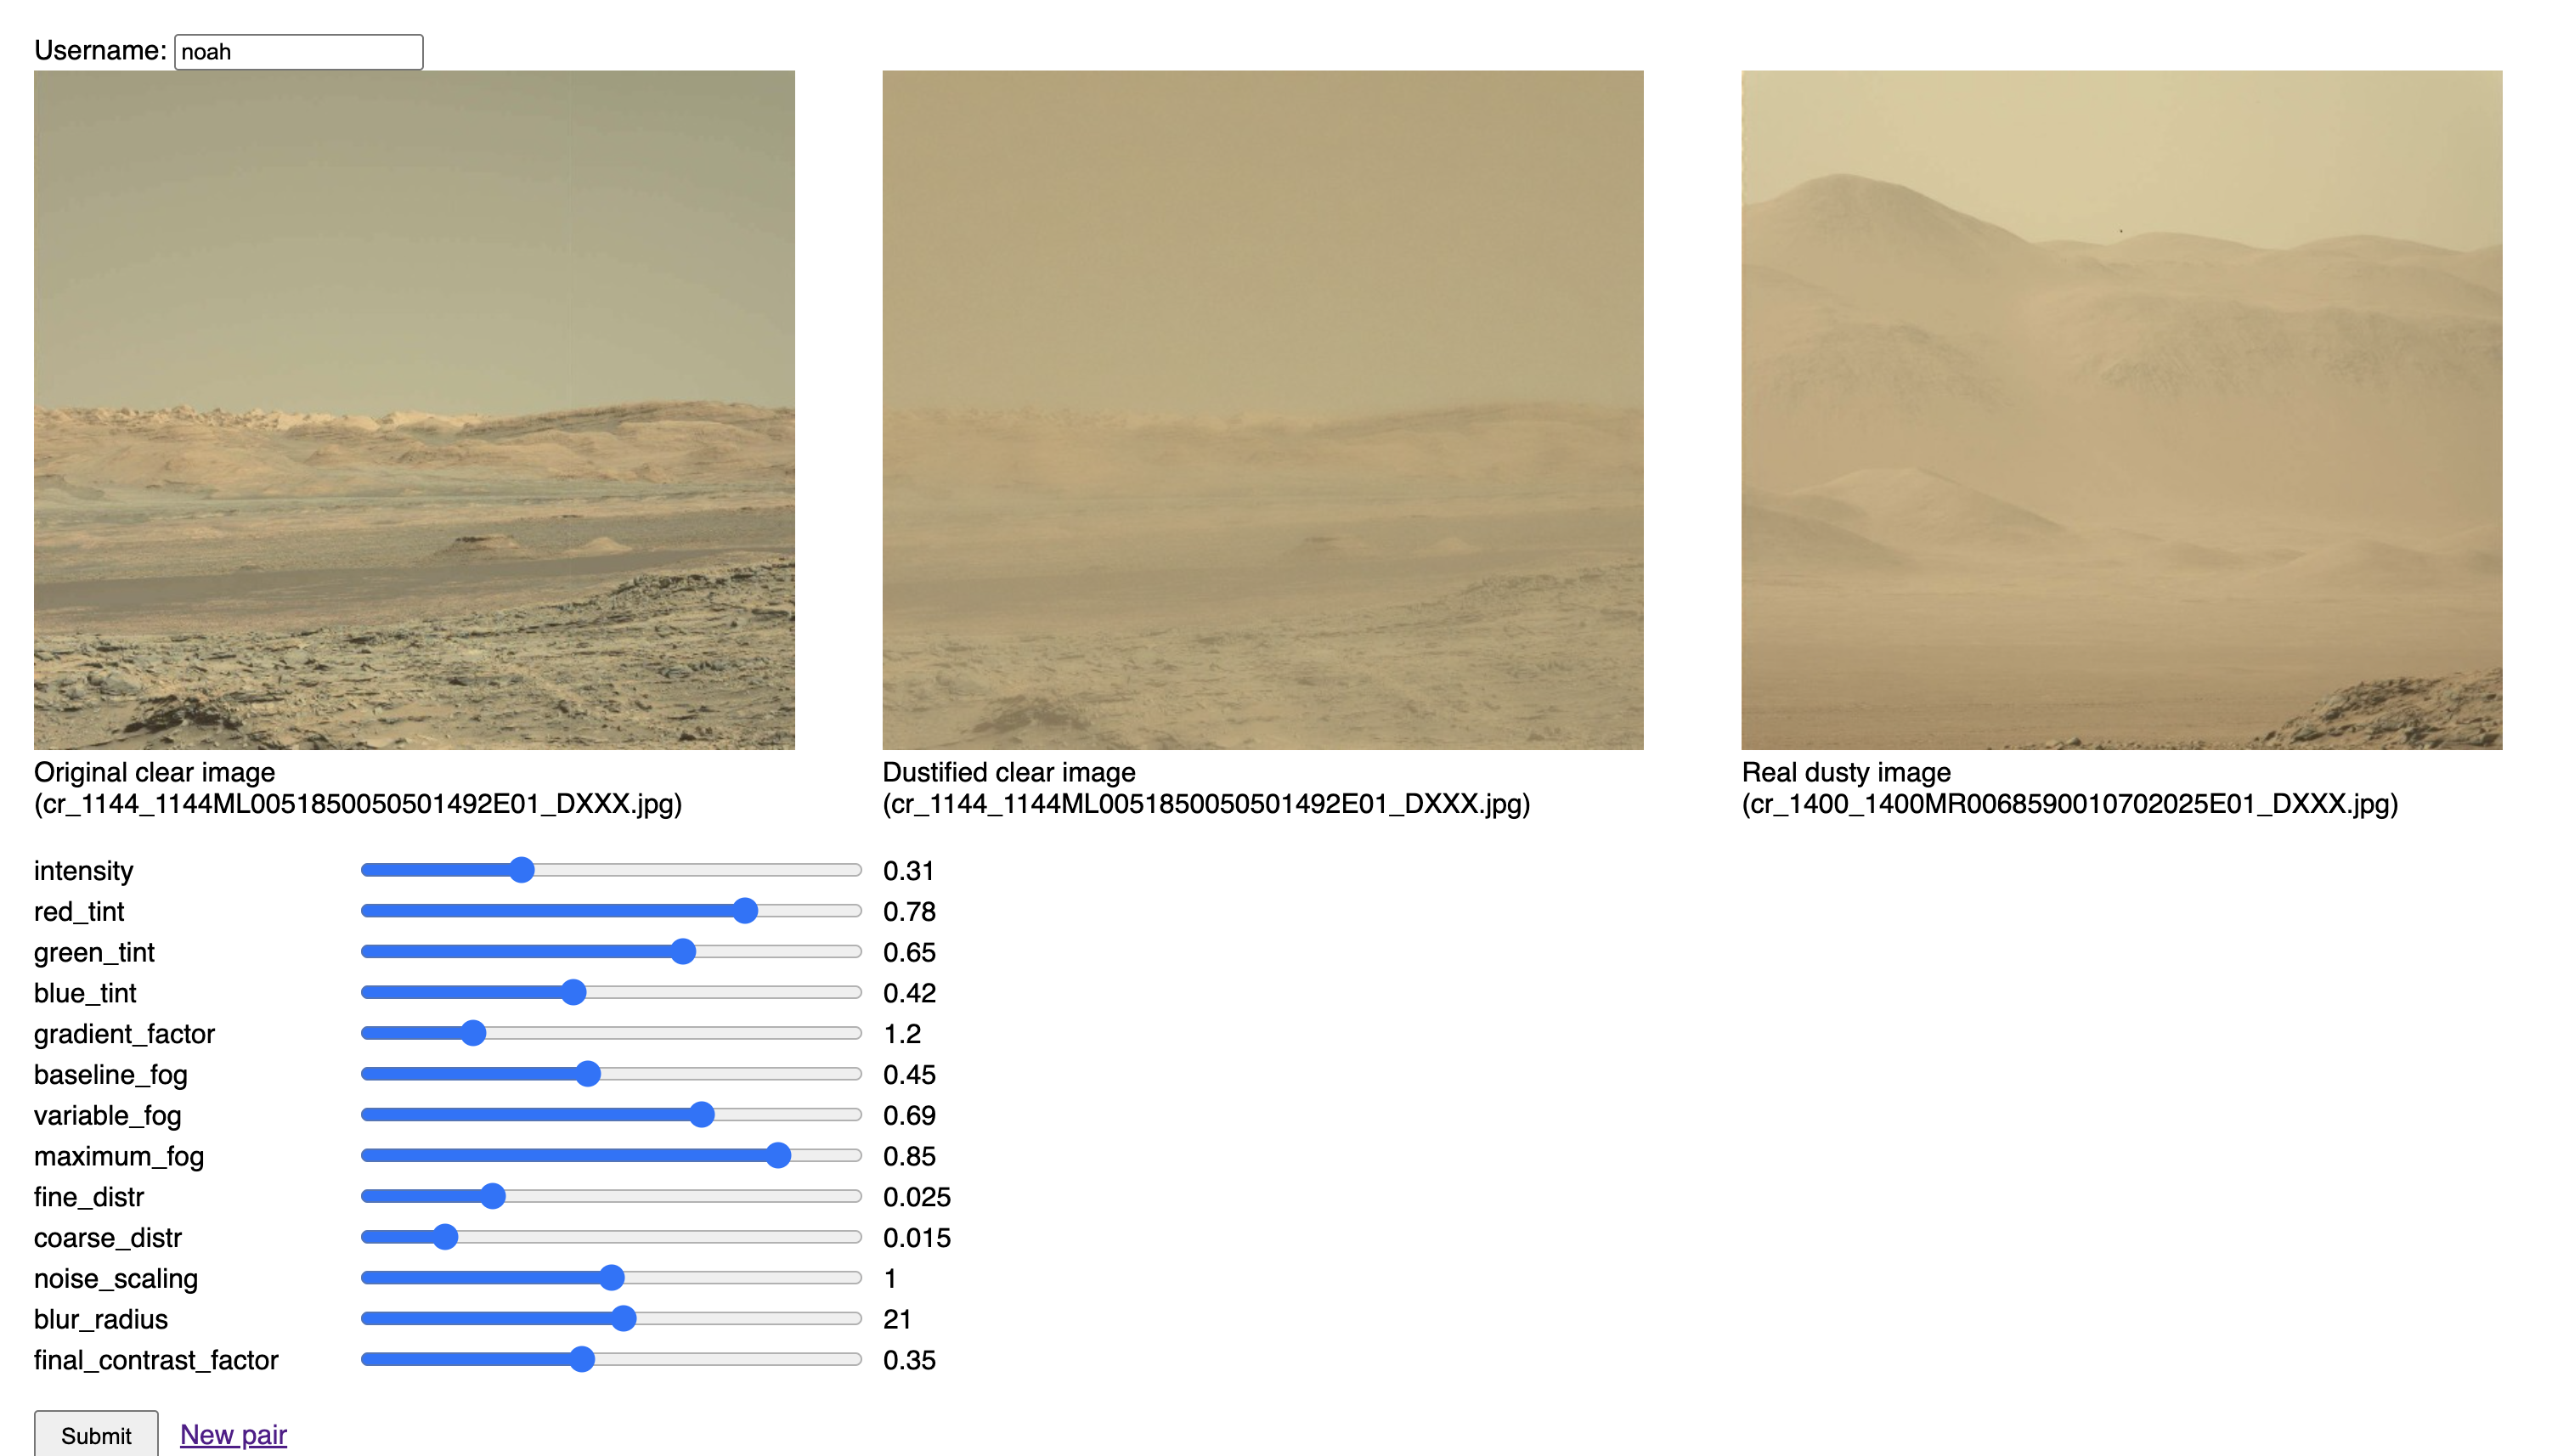 Username: noah
Original clear image
(cr_1144_1144ML0051850050501492E01_DXXX.jpg)
Dustified clear image
(cr_1144_1144ML0051850050501492E01_DXXX.jpg)
Real dusty image
(cr_1400_1400MR0068590010702025E01_DXXX.jpg)
intensity 0.31
red_tint 0.78
green_tint 0.65
blue_tint 0.42
gradient_factor 1.2
baseline_fog 0.45
variable_fog 0.69
maximum_fog 0.85
fine_distr 0.025
coarse_distr 0.015
noise_scaling 1
blur_radius 21
final_contrast_factor 0.35
Submit New pair